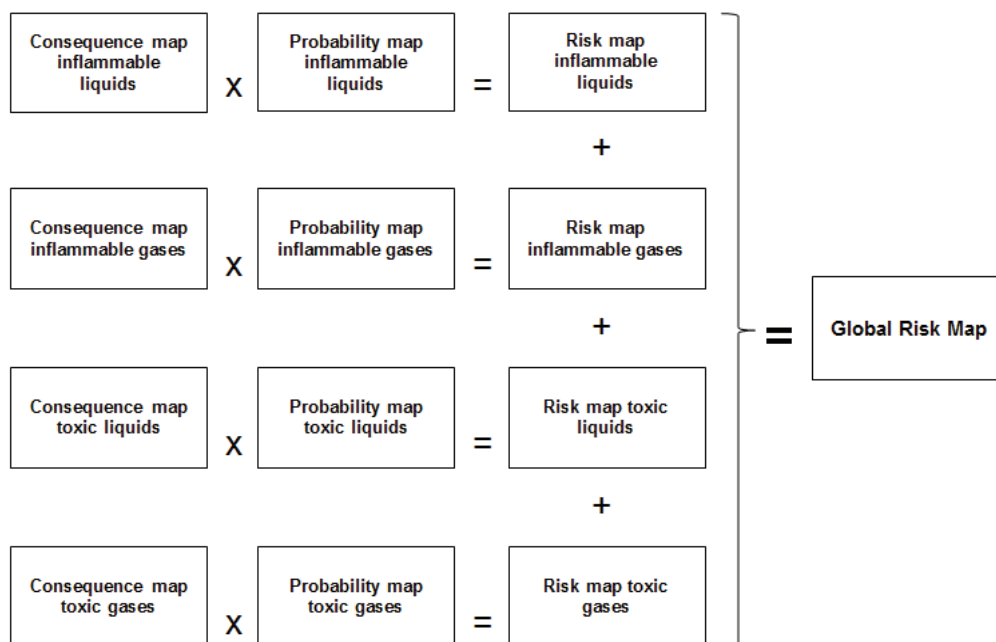 Consequence map
inflammable
liquids
x
Probability map
inflammable
liquids
=
Risk map
inflammable
liquids
+
Consequence map
inflammable gases
x
Probability map
inflammable gases
=
Risk map
inflammable gases
+
Consequence map
toxic liquids
x
Probability map
toxic liquids
=
Risk map toxic
liquids
+
Consequence map
toxic gases
x
Probability map
toxic gases
=
Risk map toxic
gases
=
Global Risk Map